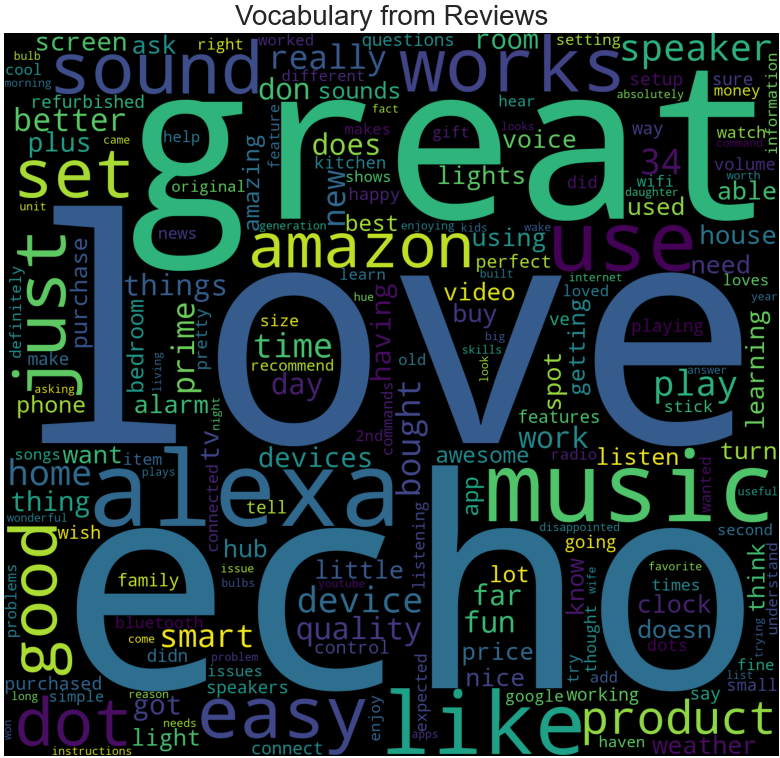 Vocabulary from Reviews
bulb
cool
morning
screen
ask
sound
really
right
worked
different
questions
works
room
setting
speaker
setup
sure
absolutely
money
information
refurbished
better
plus
came
don
sounds
fact
hear
great
help
feature
does
makes
gift
looks
voice
34
way
watch
command
volume
kitchen
shows
lights
did
wifi
worth
able
daughter
set
original
amazing
new
happy
used
unit
news
generation
best
enjoying
kids
wake
using
use
house
just
definitely
purchase
things
amazon
perfect
need
love
learn
built
internet
loves
year
make
bedroom
prime
pretty
hue
size
time
recommend
day
having
video
buy
old
big
skills
look
ve
loved
spot
getting
playing
answer
play
stick
learning
asking
phone
living
alarm
night
commands
2nd
bought
features
work
songs
want
item
tv
devices
awesome
radio
listen
wanted
turn
home
plays
alexa
connected
app
music
useful
thing
wonderful
tell
listening
disappointed
second
good
wish
hub
issue
echo
going
favorite
problems
family
bulbs
youtube
little
device
lot
far
know
wife
times
think
understand
bluetooth
quality
fun
clock
come
smart
control
price
thought
doesn
dots
trying
didn
problem
issues
nice
try
fine
purchased
simple
speakers
expected
google
working
add
say
list
small
long
reason
got
easy
enjoy
like
product
won
dot
light
needs
connect
apps
haven
weather
instructions